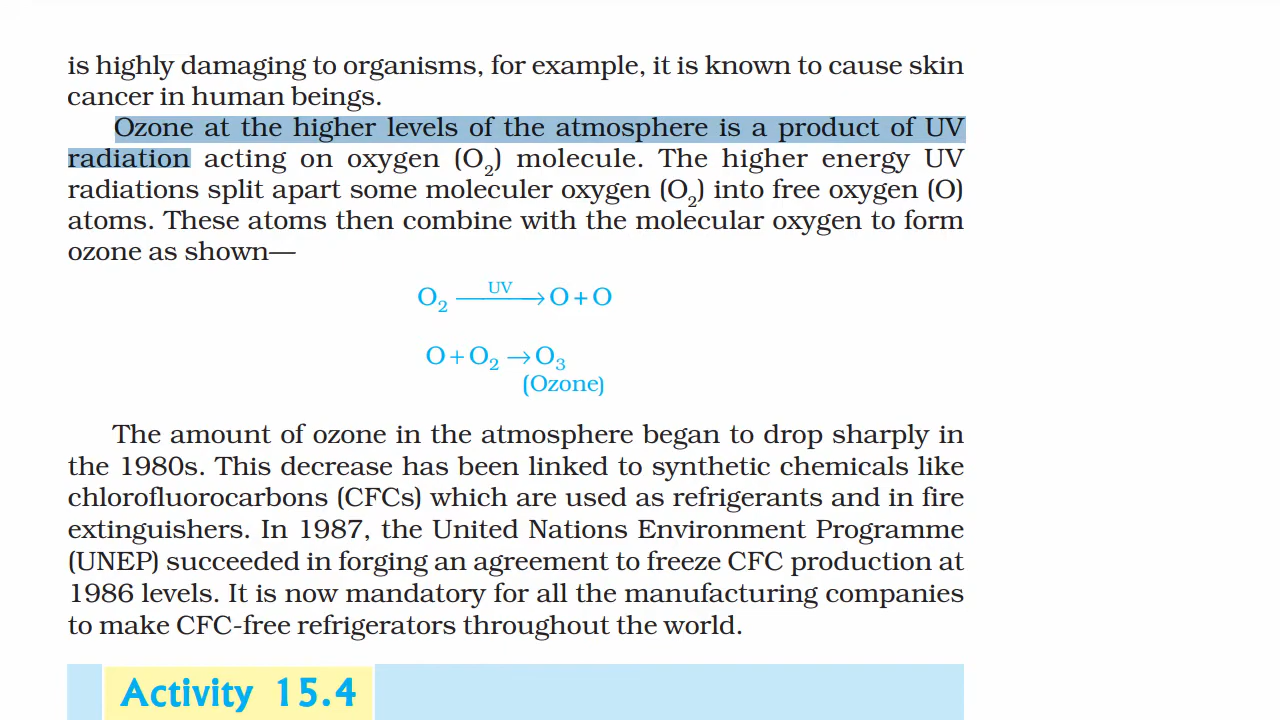 is highly damaging to organisms, for example, it is known to cause skin
cancer in human beings.
Ozone at the higher levels of the atmosphere is a product of UV
radiation acting on oxygen (O₂) molecule. The higher energy UV
radiations split apart some moleculer oxygen (O₂) into free oxygen (O)
atoms. These atoms then combine with the molecular oxygen to form
ozone as shown—
UV
O₂ ⟶ O + O
O + O₂ → O₃
(Ozone)
The amount of ozone in the atmosphere began to drop sharply in
the 1980s. This decrease has been linked to synthetic chemicals like
chlorofluorocarbons (CFCs) which are used as refrigerants and in fire
extinguishers. In 1987, the United Nations Environment Programme
(UNEP) succeeded in forging an agreement to freeze CFC production at
1986 levels. It is now mandatory for all the manufacturing companies
to make CFC-free refrigerators throughout the world.
Activity 15.4